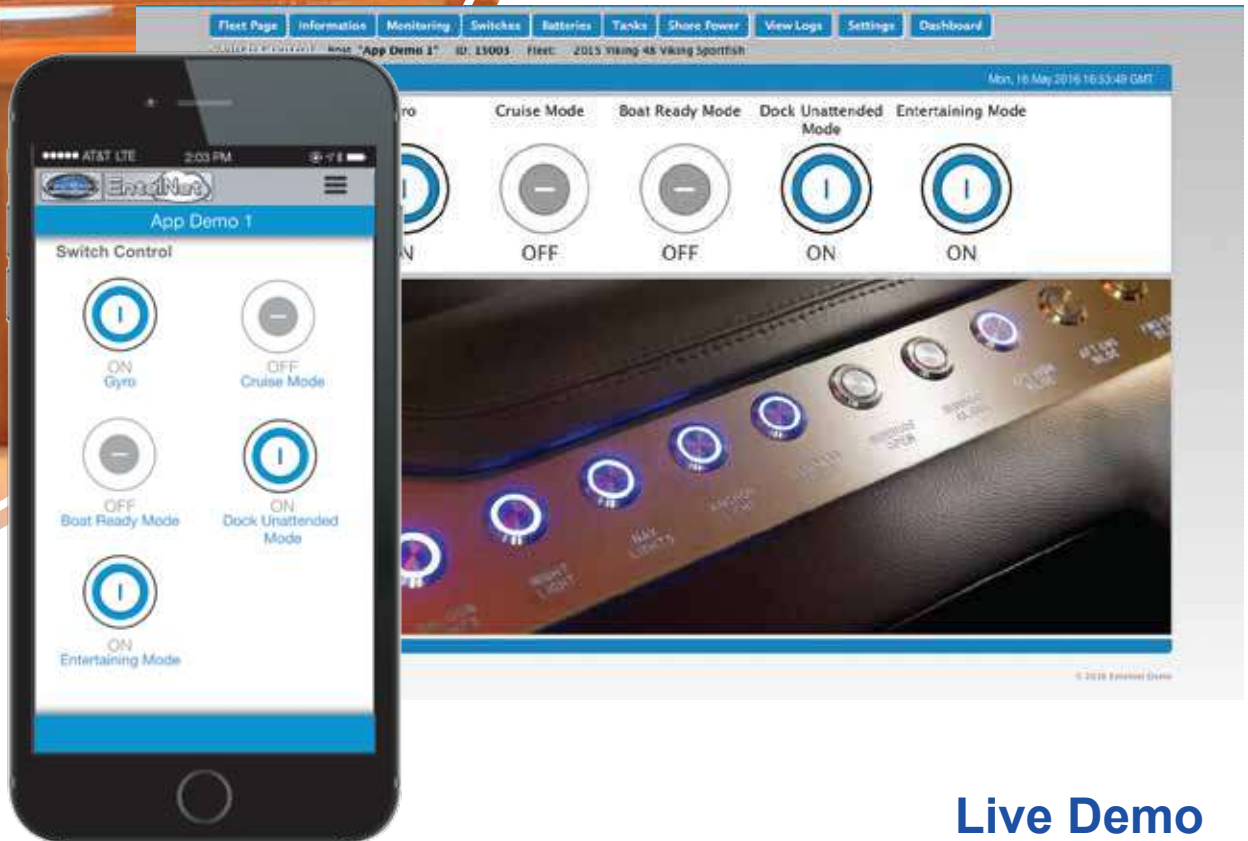 Fleet Page Information Monitoring Switches Batteries Tanks Shore Power View Logs Settings Dashboard
Boat "App Demo 1" ID: 15003 Fleet: 2015 Viking 48 Viking Sportfish
Mon, 16 May 2016 16:53:49 GMT
Cruise Mode Boat Ready Mode Dock Unattended Entertaining Mode
Mode
OFF OFF ON ON
NIGHT
LIGHT
NAV
LIGHTS
AT&T LTE 2:03 PM
EmeiNet
App Demo 1
Switch Control
ON OFF
Gyro Cruise Mode
OFF ON
Boat Ready Mode Dock Unattended
Mode
ON
Entertaining Mode
Live Demo